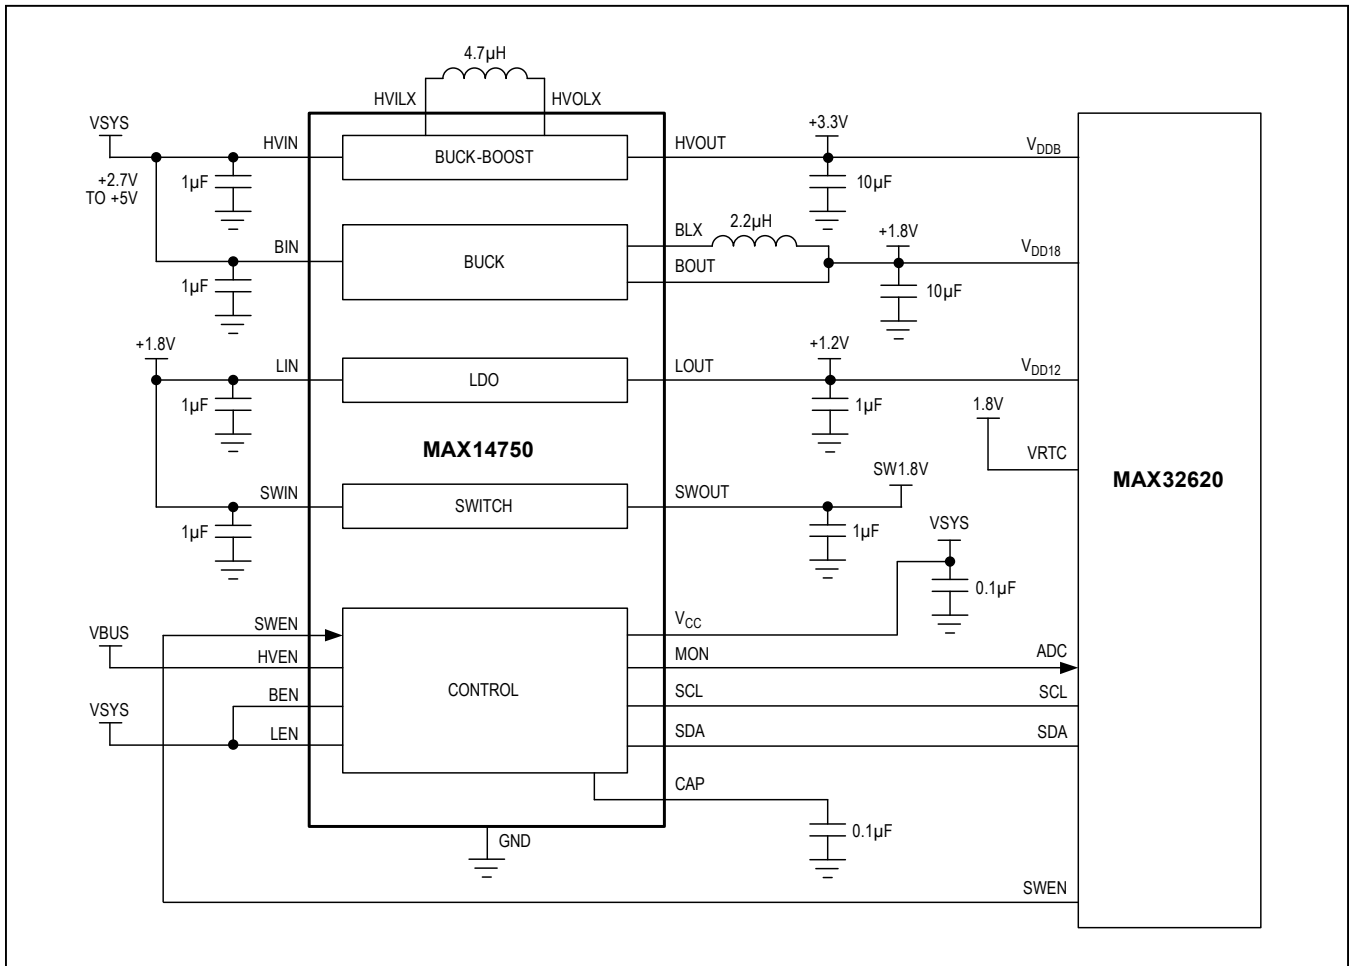 4.7µH
HVILX
HVOLX
VSYS
HVIN
BUCK-BOOST
HVOUT
+3.3V
VDDB
+2.7V
TO +5V
1µF
10µF
BIN
BUCK
BLX
2.2µH
BOUT
+1.8V
VDD18
1µF
10µF
+1.8V
LIN
LDO
LOUT
+1.2V
VDD12
1µF
1µF
1.8V
VRTC
MAX14750
MAX32620
SWIN
SWITCH
SWOUT
SW1.8V
1µF
1µF
VSYS
0.1µF
SWEN
VCC
VBUS
HVEN
MON
ADC
CONTROL
BEN
SCL
SCL
VSYS
LEN
SDA
SDA
CAP
0.1µF
GND
SWEN